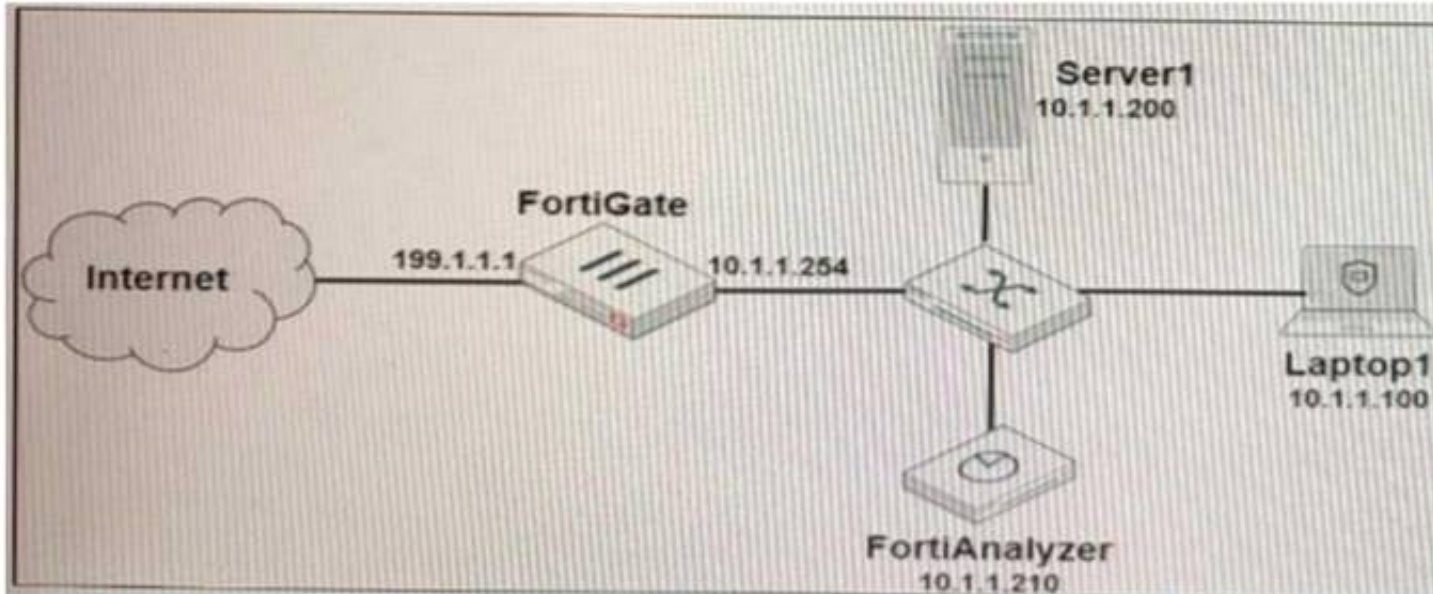 Server1
10.1.1.200
FortiGate
Internet
199.1.1.1
10.1.1.254
Laptop1
10.1.1.100
FortiAnalyzer
10.1.1.210